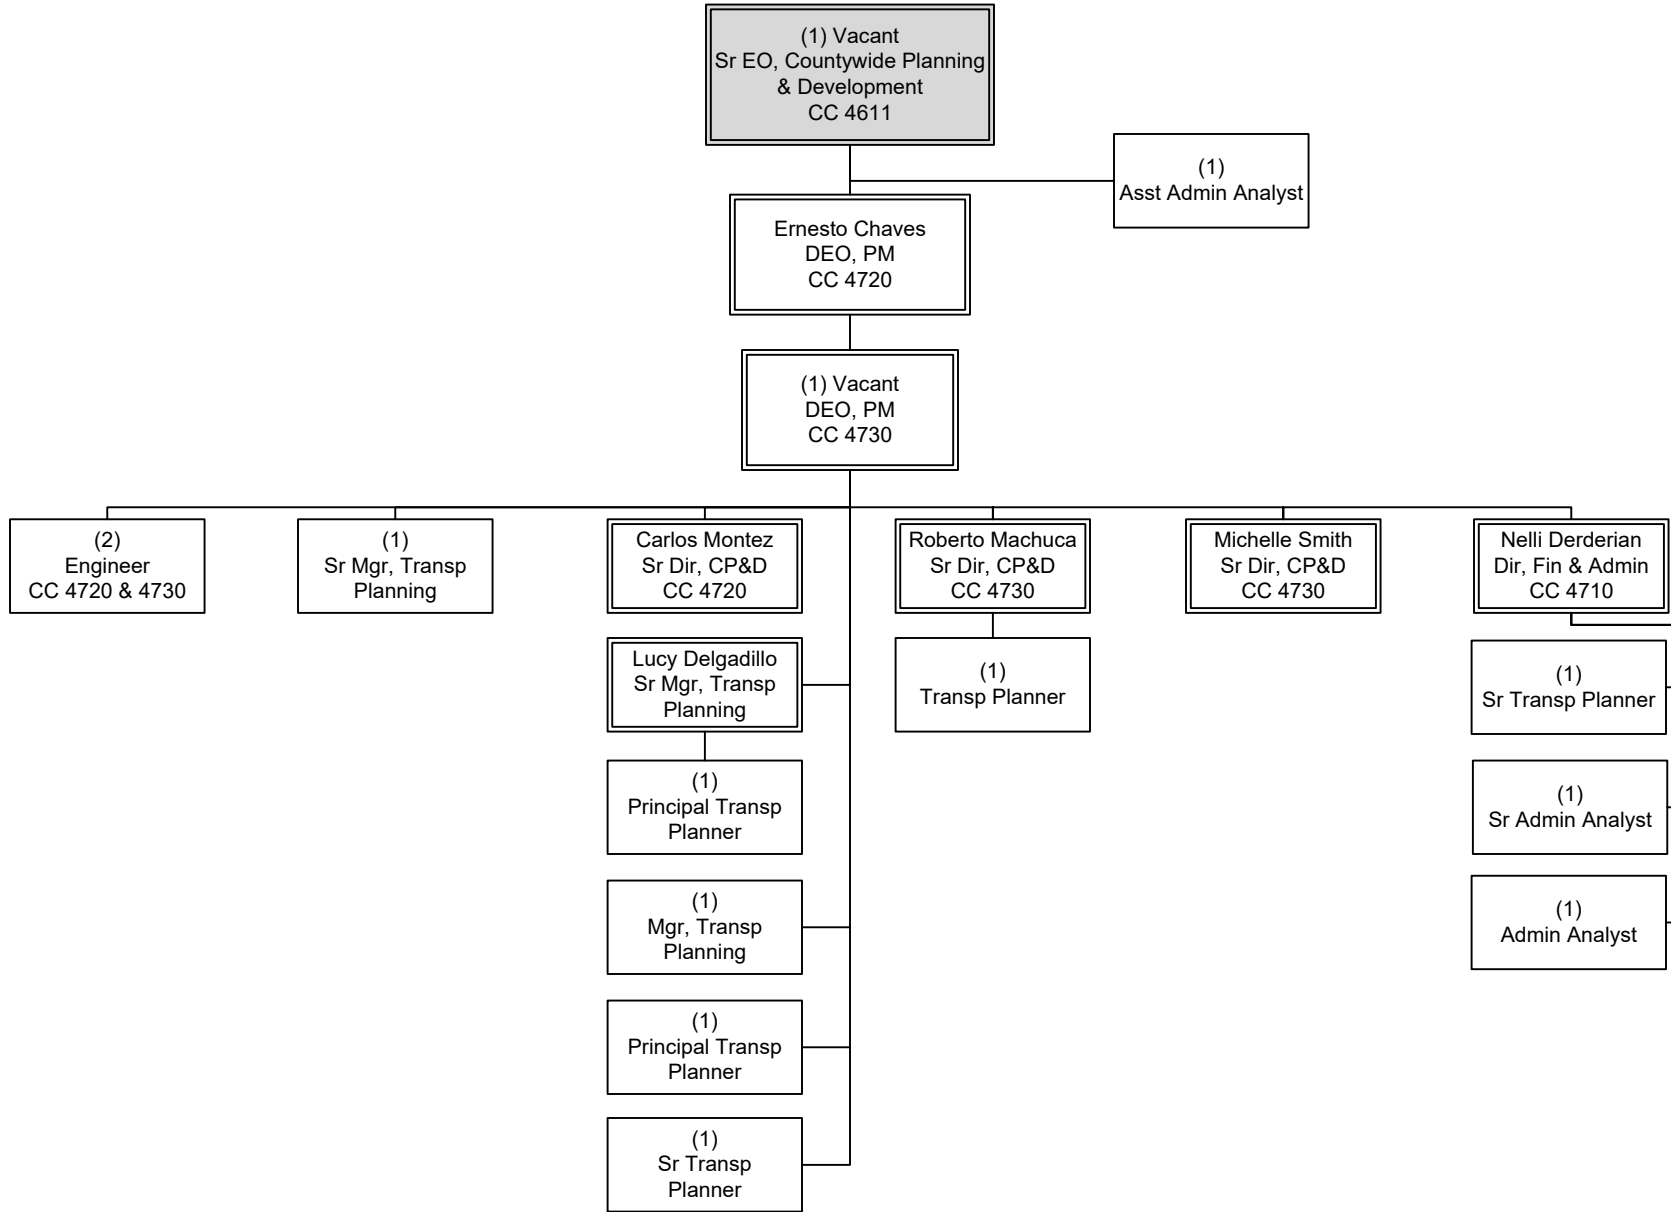 (1) Vacant
Sr EO, Countywide Planning
& Development
CC 4611
(1)
Asst Admin Analyst
Ernesto Chaves
DEO, PM
CC 4720
(1) Vacant
DEO, PM
CC 4730
(2)
Engineer
CC 4720 & 4730
(1)
Sr Mgr, Transp
Planning
Carlos Montez
Sr Dir, CP&D
CC 4720
Roberto Machuca
Sr Dir, CP&D
CC 4730
Michelle Smith
Sr Dir, CP&D
CC 4730
Nelli Derderian
Dir, Fin & Admin
CC 4710
Lucy Delgadillo
Sr Mgr, Transp
Planning
(1)
Transp Planner
(1)
Sr Transp Planner
(1)
Principal Transp
Planner
(1)
Sr Admin Analyst
(1)
Mgr, Transp
Planning
(1)
Admin Analyst
(1)
Principal Transp
Planner
(1)
Sr Transp
Planner